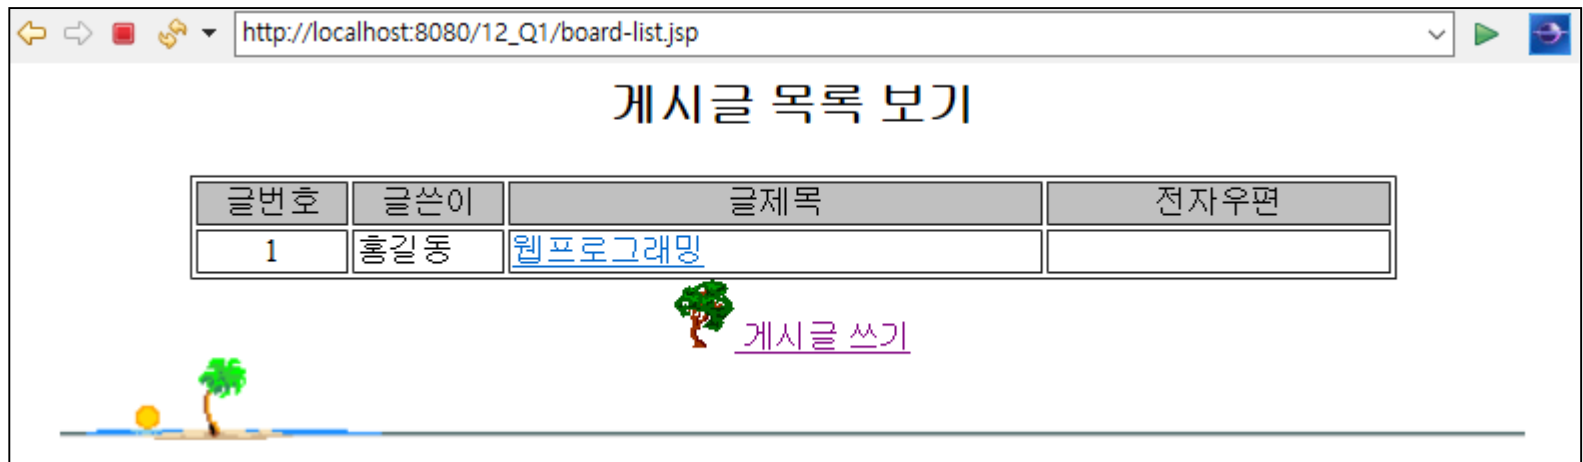 http://localhost:8080/12_Q1/board-list.jsp
게시글 목록 보기
글번호 글쓴이 글제목 전자우편
1 홍길동 웹프로그래밍
게시글 쓰기